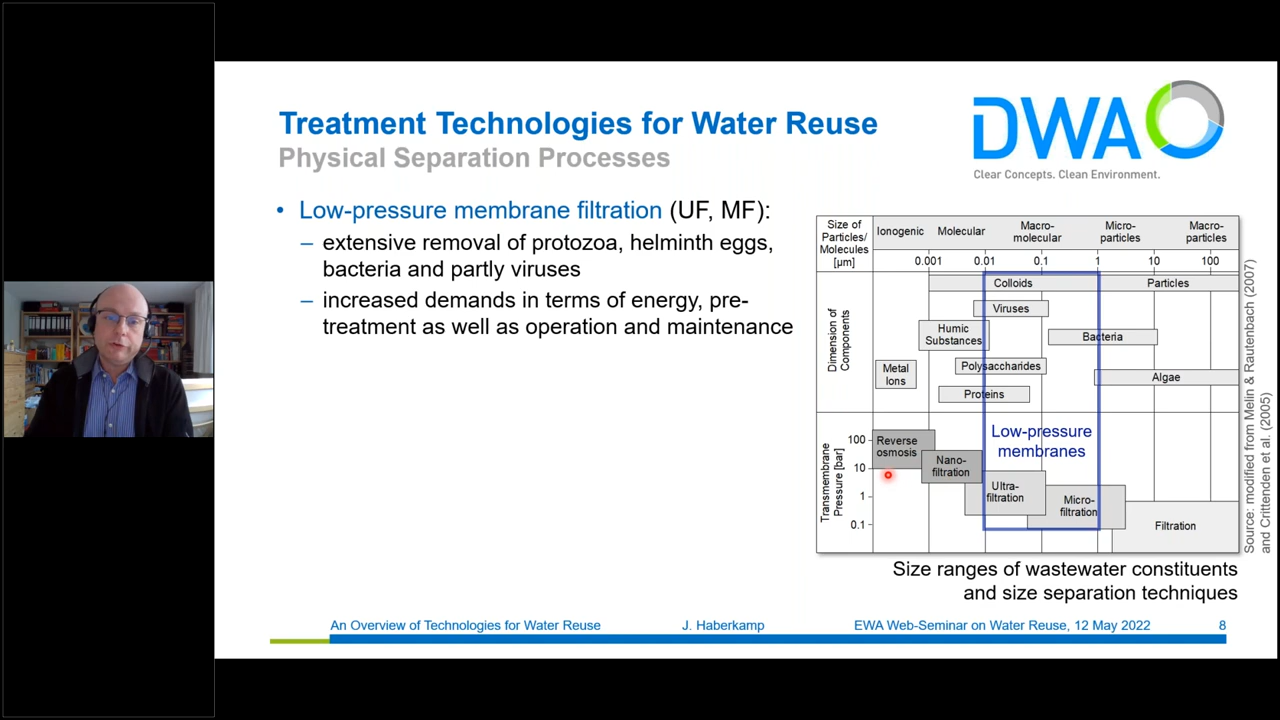 Treatment Technologies for Water Reuse
Physical Separation Processes
DWA
Clear Concepts. Clean Environment.
• Low-pressure membrane filtration (UF, MF):
– extensive removal of protozoa, helminth eggs,
bacteria and partly viruses
– increased demands in terms of energy, pre-
treatment as well as operation and maintenance
Size of
Particles/
Molecules
[µm]
Ionogenic
Molecular
Macro-
molecular
Micro-
particles
Macro-
particles
0.001 0.01 0.1 1 10 100
Dimension of
Components
Colloids
Particles
Viruses
Humic
Substances
Bacteria
Metal
Ions
Polysaccharides
Algae
Proteins
Transmembrane
Pressure [bar]
100
10
1
0.1
Reverse
osmosis
Nano-
filtration
Low-pressure
membranes
Ultra-
filtration
Micro-
filtration
Filtration
Source: modified from Melin & Rautenbach (2007)
and Crittenden et al. (2005)
Size ranges of wastewater constituents
and size separation techniques
An Overview of Technologies for Water Reuse J. Haberkamp EWA Web-Seminar on Water Reuse, 12 May 2022 8